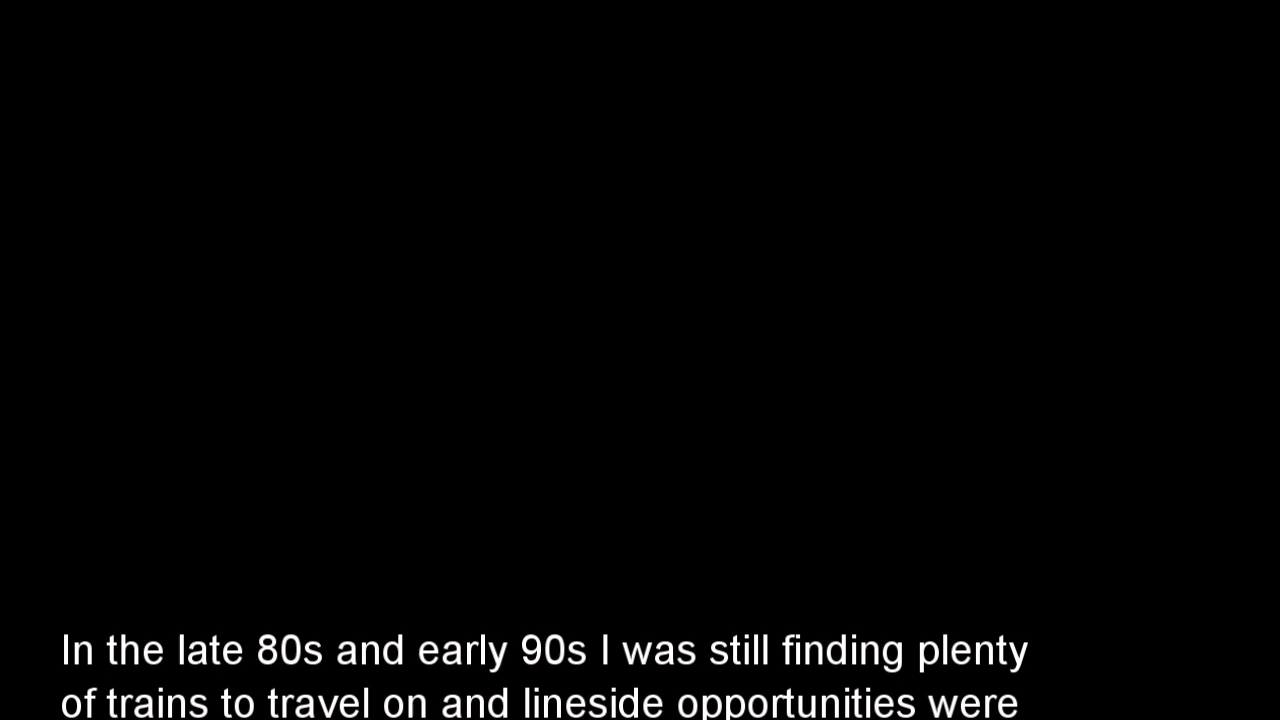 In the late 80s and early 90s I was still finding plenty
of trains to travel on and lineside opportunities were